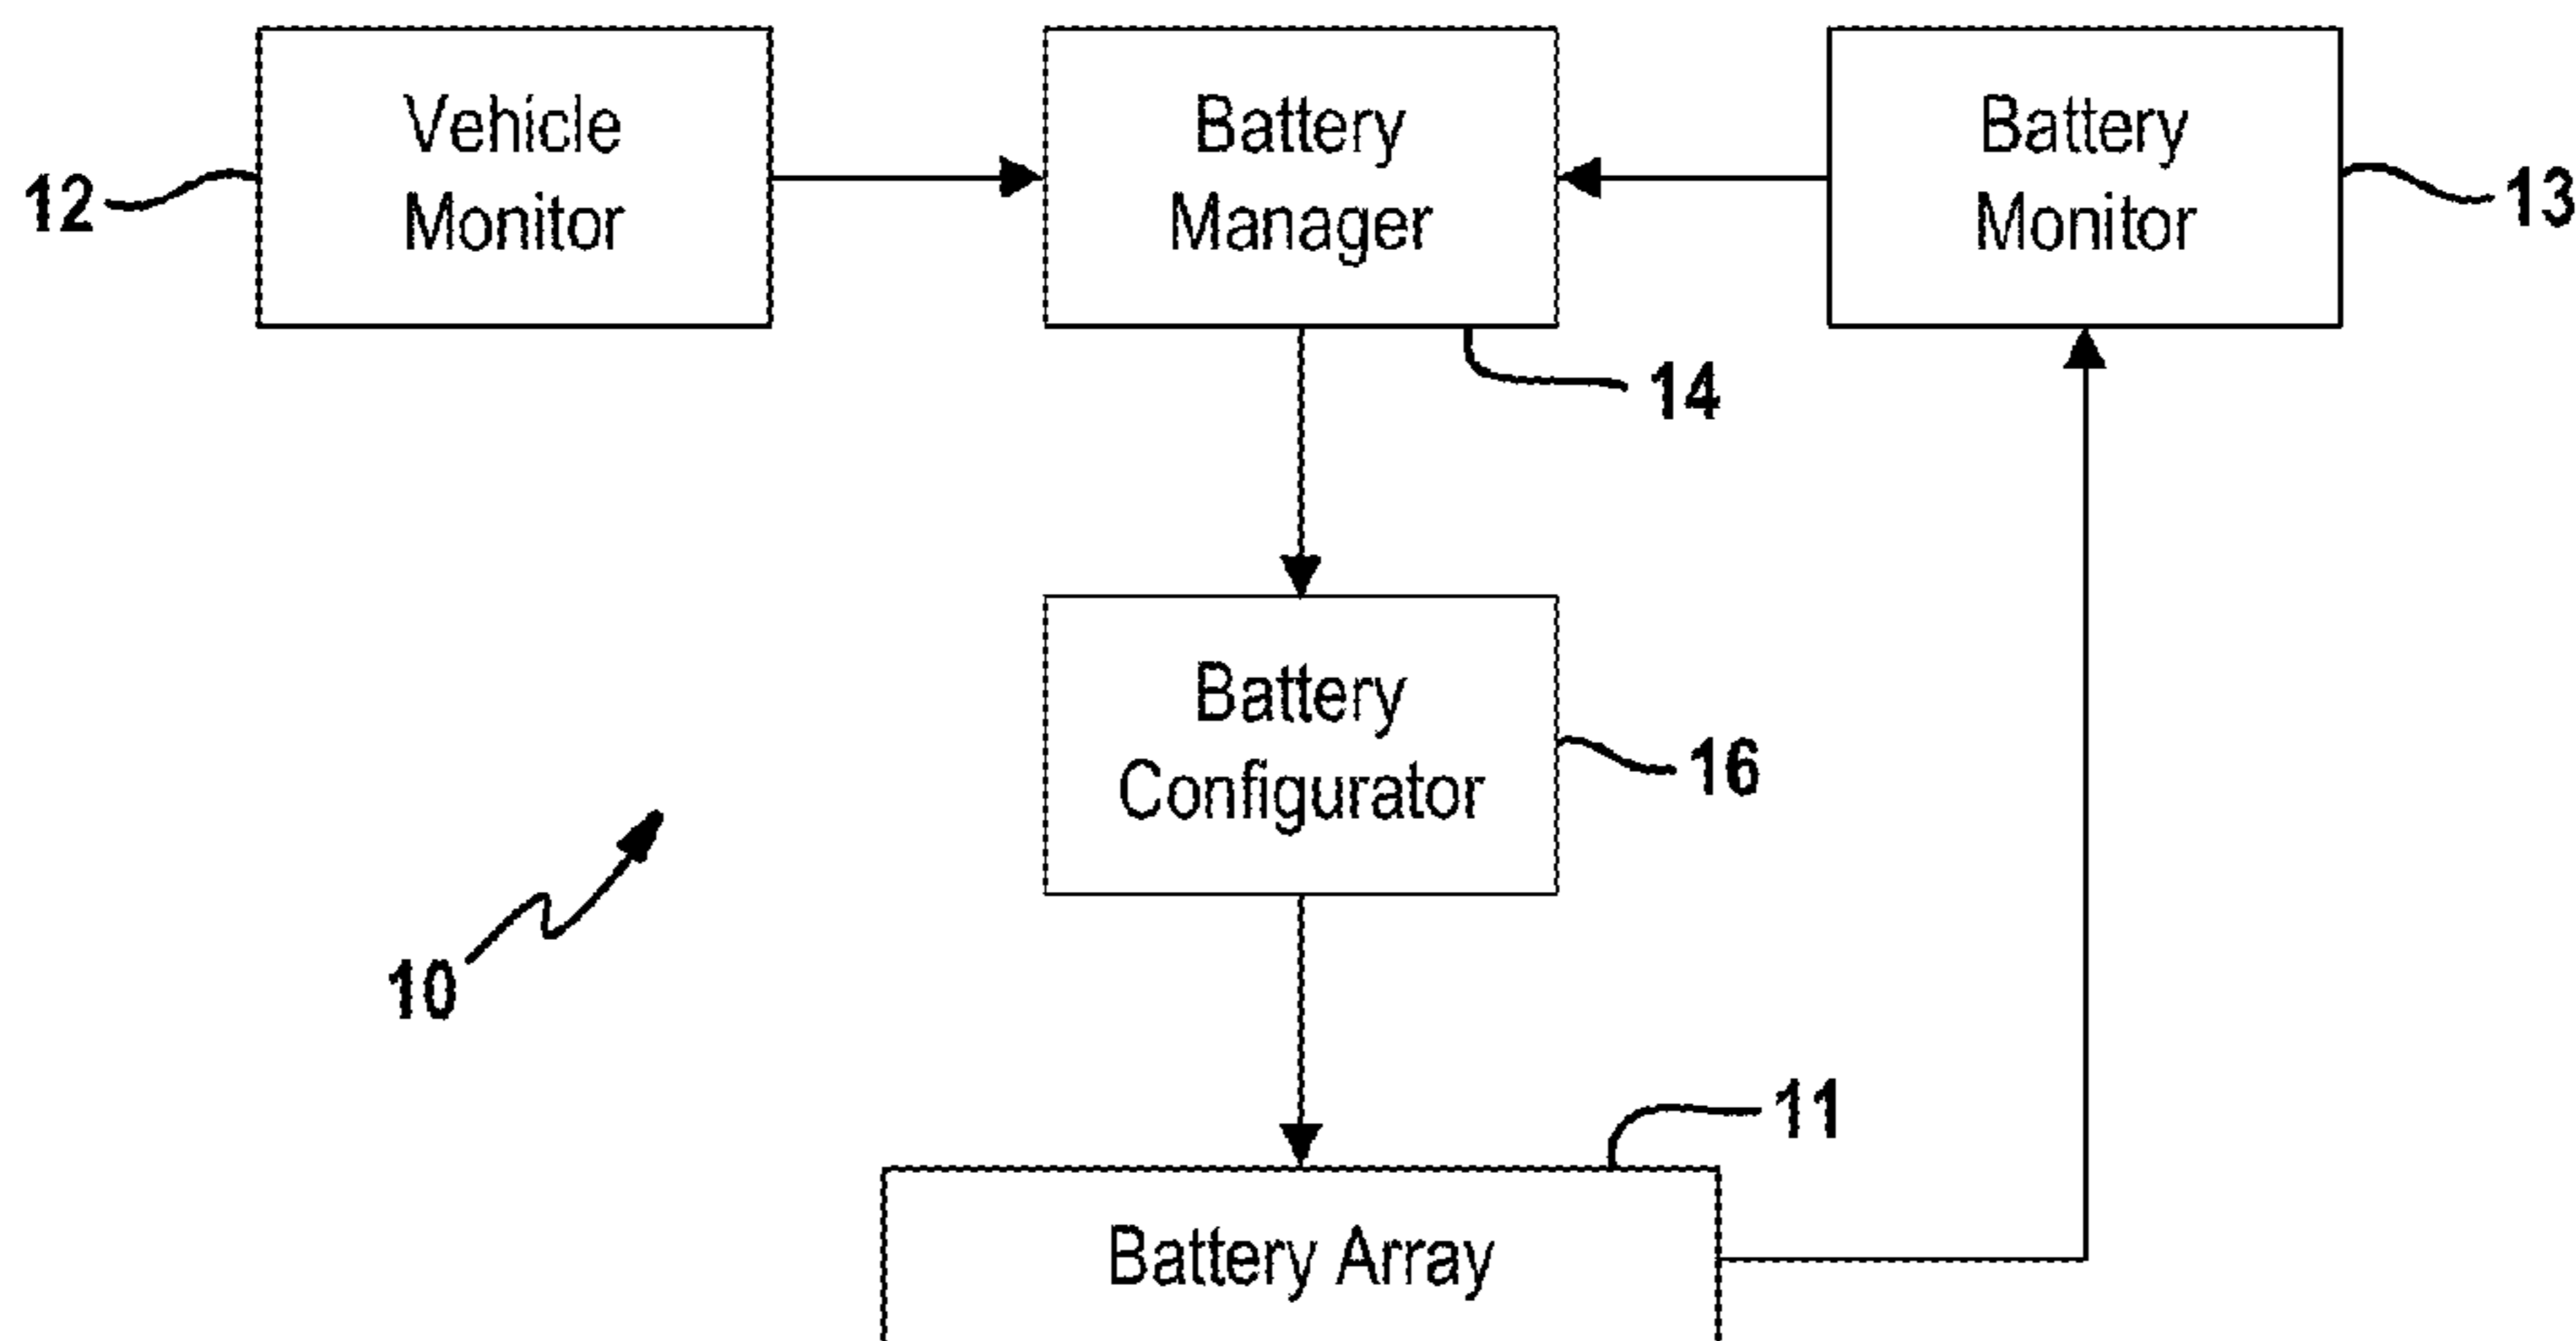 Vehicle
Monitor
12
Battery
Manager
14
Battery
Monitor
13
Battery
Configurator
16
10
11
Battery Array